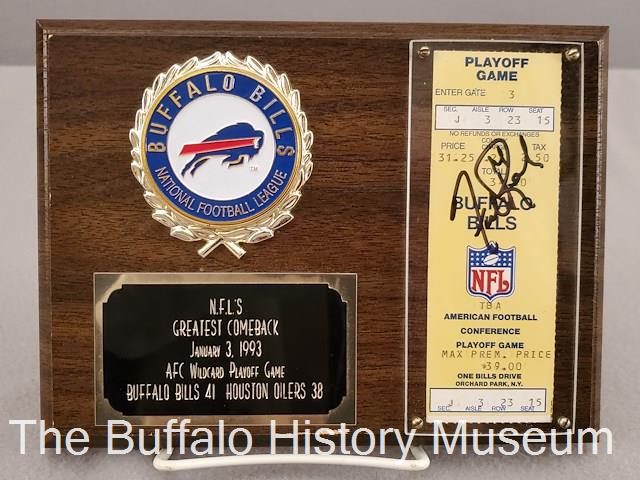 BUFFALO BILLS
NATIONAL FOOTBALL LEAGUE
TM
N.F.L'S
GREATEST COMEBACK
JANUARY 3, 1993
AFC WILDCARD PLAYOFF GAME
BUFFALO BILLS 41 HOUSTON OILERS 38
PLAYOFF
GAME
ENTER GATE 3
SEC. AISLE ROW SEAT
J 3 23 15
NO REFUNDS OR EXCHANGES
PRICE TAX
31.25 2.50
TOTAL
BUFFALO
BILLS
NFL
TBA
AMERICAN FOOTBALL
CONFERENCE
PLAYOFF GAME
MAX PREM. PRICE
$39.00
ONE BILLS DRIVE
ORCHARD PARK, N.Y.
J 3 23 15
SEC. AISLE ROW SEAT
The Buffalo History Museum